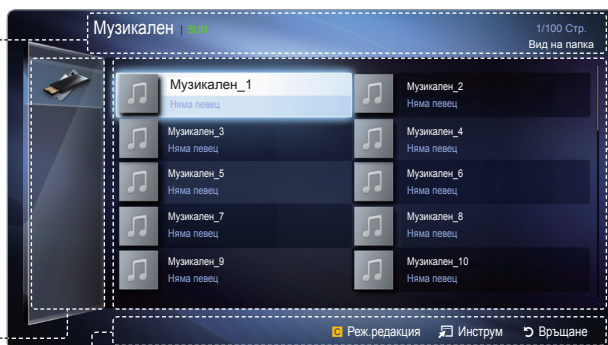 Музикален | SUM
1/100 Стр.
Вид на папка
Музикален_1
Няма певец
Музикален_2
Няма певец
Музикален_3
Няма певец
Музикален_4
Няма певец
Музикален_5
Няма певец
Музикален_6
Няма певец
Музикален_7
Няма певец
Музикален_8
Няма певец
Музикален_9
Няма певец
Музикален_10
Няма певец
C Реж.редакция Инструм Връщане